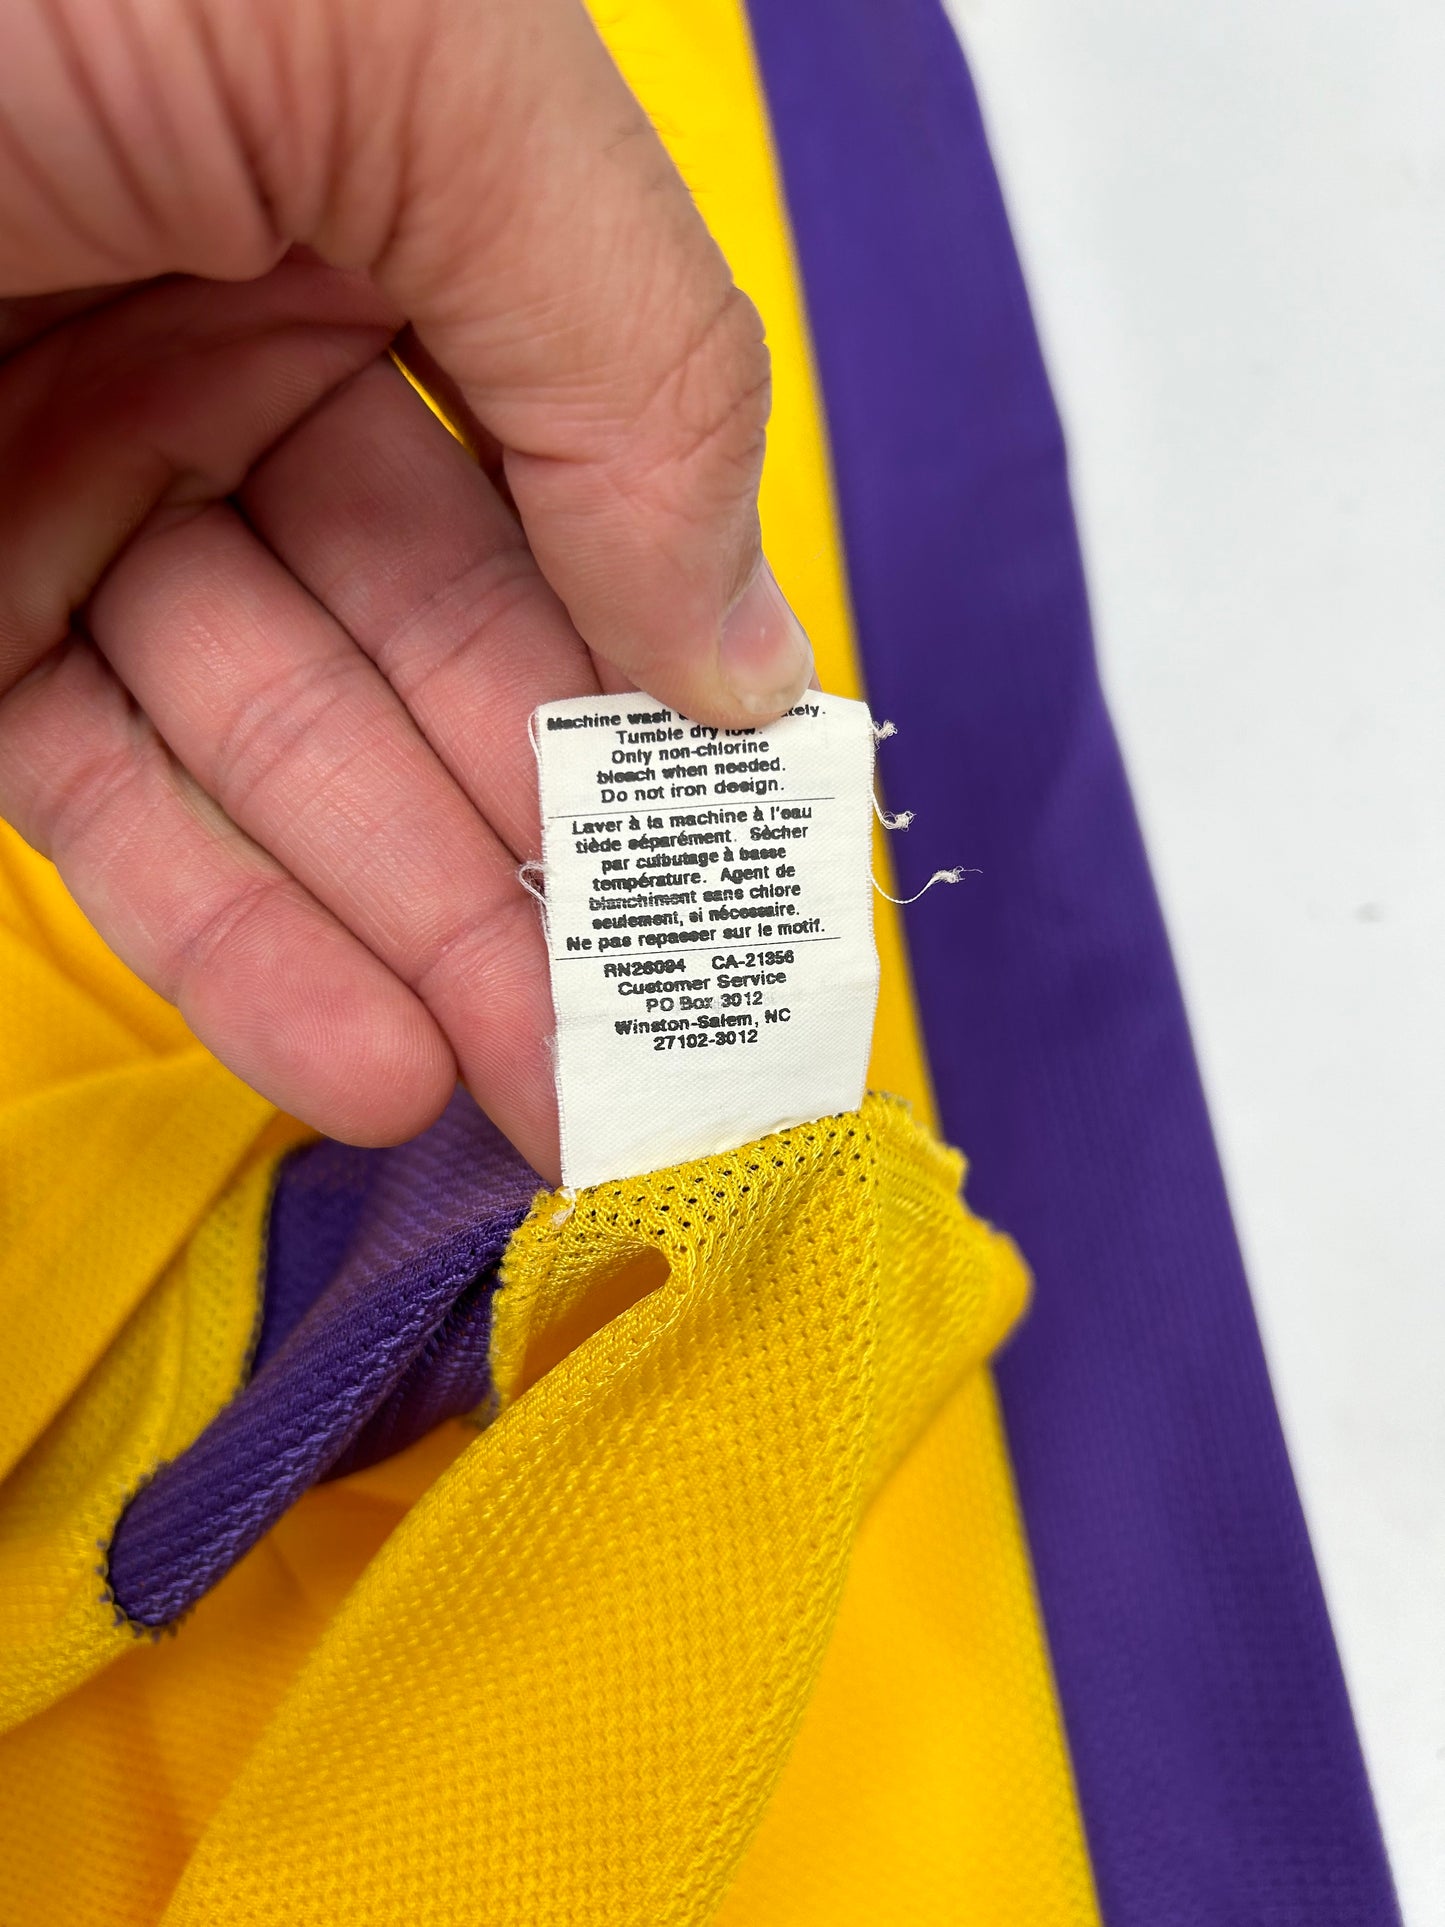 Machine wash
Tumble dry low.
Only non-chlorine
bleach when needed.
Do not iron design.
Laver à la machine à l'eau
tiède séparément. Sècher
par culbutage à basse
température. Agent de
blanchiment sans chlore
seulement, si nécessaire.
Ne pas repasser sur le motif.
RN26094 CA-21356
Customer Service
PO Box 3012
Winston-Salem, NC
27102-3012